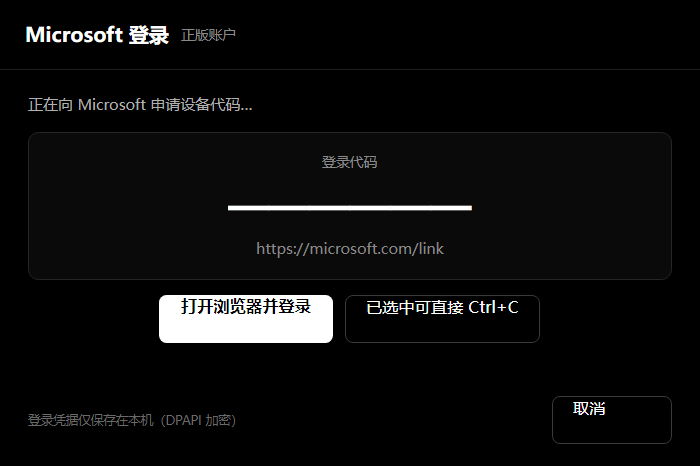 Microsoft 登录 正版账户
正在向 Microsoft 申请设备代码...
登录代码
————————
https://microsoft.com/link
打开浏览器并登录 已选中可直接 Ctrl+C
登录凭据仅保存在本机（DPAPI 加密） 取消